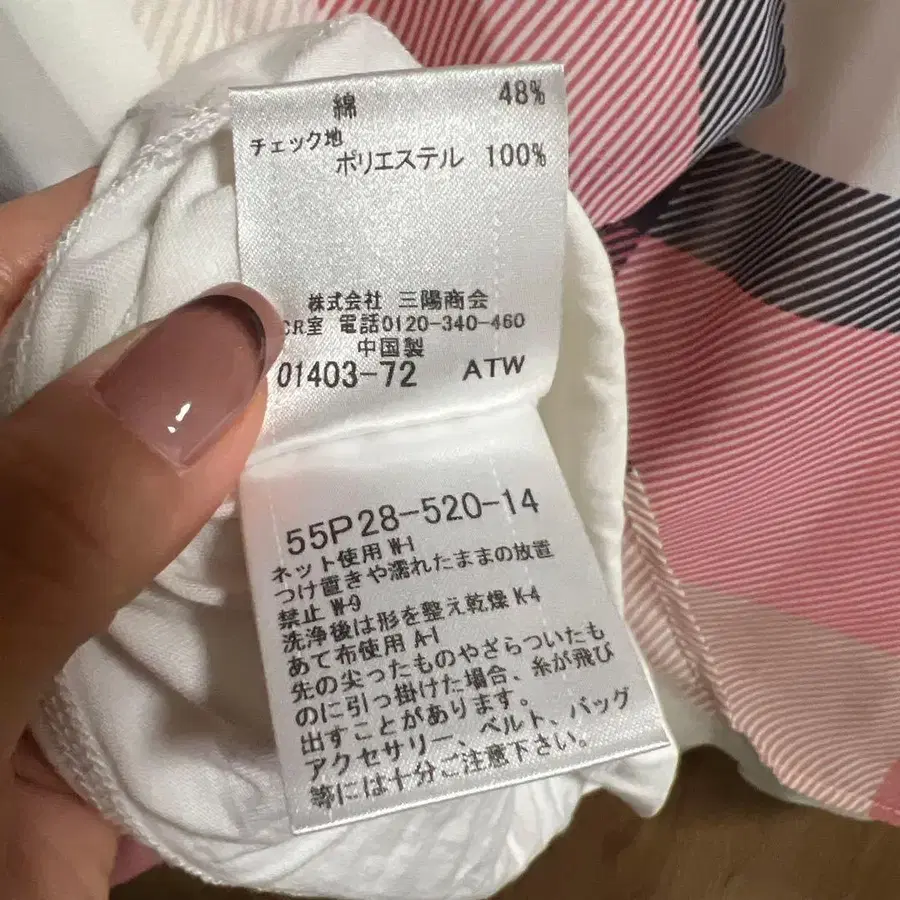 綿 48%
チェック地
ポリエステル 100%
株式会社 三陽商会
CR室 電話0120-340-460
中国製
01403-72 ATW
55P28-520-14
ネット使用 W-1
つけ置きや濡れたままの放置
禁止 W-9
洗浄後は形を整え乾燥 K-4
あて布使用 A-1
先の尖ったものやざらついたも
のに引っ掛けた場合、糸が飛び
出すことがあります。
アクセサリー、ベルト、バッグ
等には十分ご注意下さい。